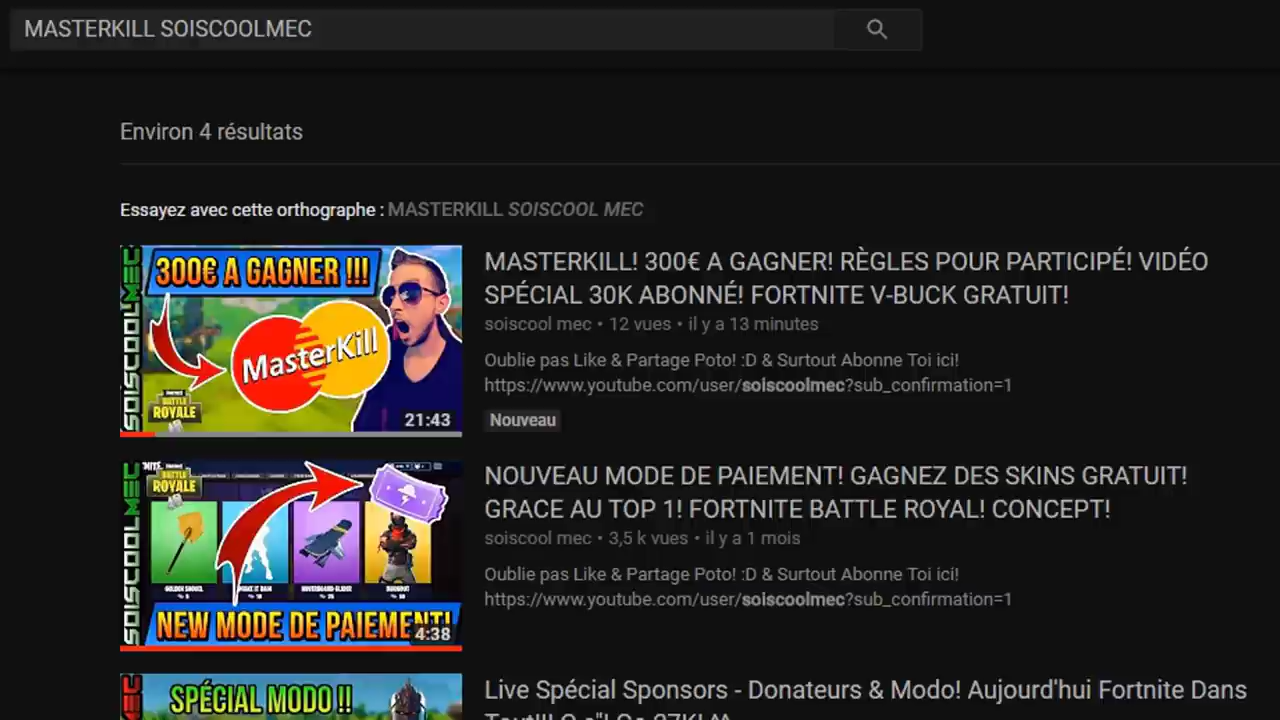 MASTERKILL SOISCOOLMEC
Environ 4 résultats
Essayez avec cette orthographe : MASTERKILL SOISCOOL MEC
SOISCOOLMEC
300€ A GAGNER !!!
MasterKill
BATTLE
ROYALE
21:43
MASTERKILL! 300€ A GAGNER! RÈGLES POUR PARTICIPÉ! VIDÉO
SPÉCIAL 30K ABONNÉ! FORTNITE V-BUCK GRATUIT!
soiscool mec • 12 vues • il y a 13 minutes
Oublie pas Like & Partage Poto! :D & Surtout Abonne Toi ici!
https://www.youtube.com/user/soiscoolmec?sub_confirmation=1
Nouveau
SOISCOOLMEC
BATTLE
ROYALE
NEW MODE DE PAIEMENT!
4:38
NOUVEAU MODE DE PAIEMENT! GAGNEZ DES SKINS GRATUIT!
GRACE AU TOP 1! FORTNITE BATTLE ROYAL! CONCEPT!
soiscool mec • 3,5 k vues • il y a 1 mois
Oublie pas Like & Partage Poto! :D & Surtout Abonne Toi ici!
https://www.youtube.com/user/soiscoolmec?sub_confirmation=1
SPÉCIAL MODO !!
Live Spécial Sponsors - Donateurs & Modo! Aujourd'hui Fortnite Dans